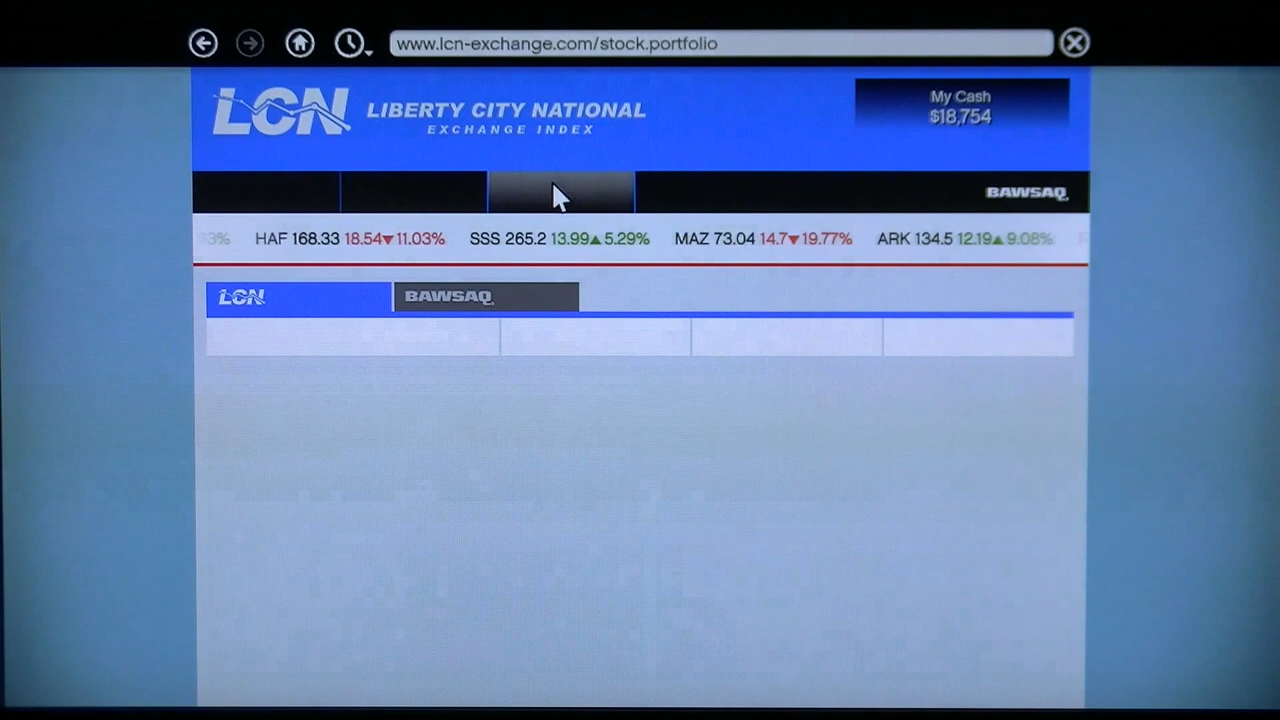 www.lcn-exchange.com/stock.portfolio
LCN LIBERTY CITY NATIONAL
EXCHANGE INDEX
My Cash
$18,754
BAWSAQ
63% HAF 168.33 18.54▼11.03% SSS 265.2 13.99▲5.29% MAZ 73.04 14.7▼19.77% ARK 134.5 12.19▲9.08%
LCN BAWSAQ